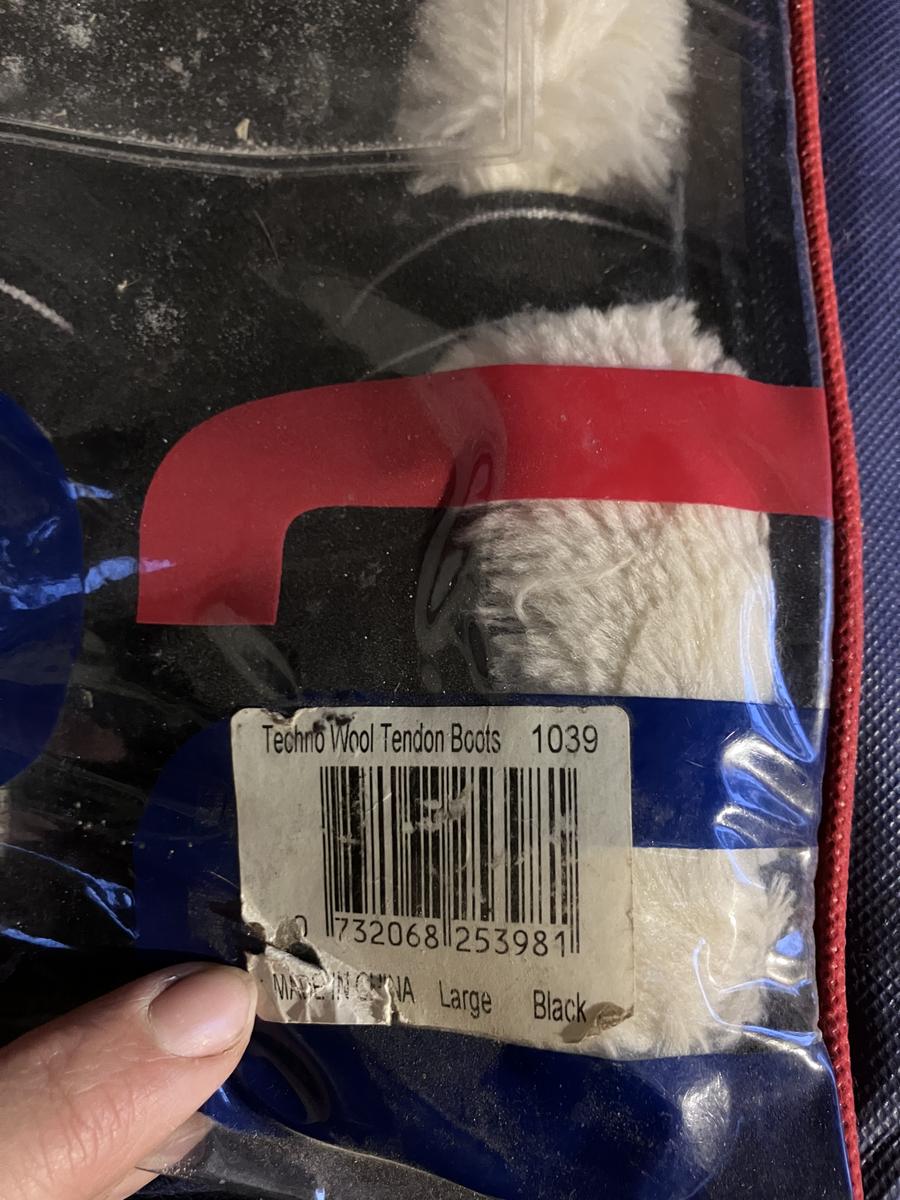 Techno Wool Tendon Boots 1039
0 732068 253981
MADE IN CHINA Large Black